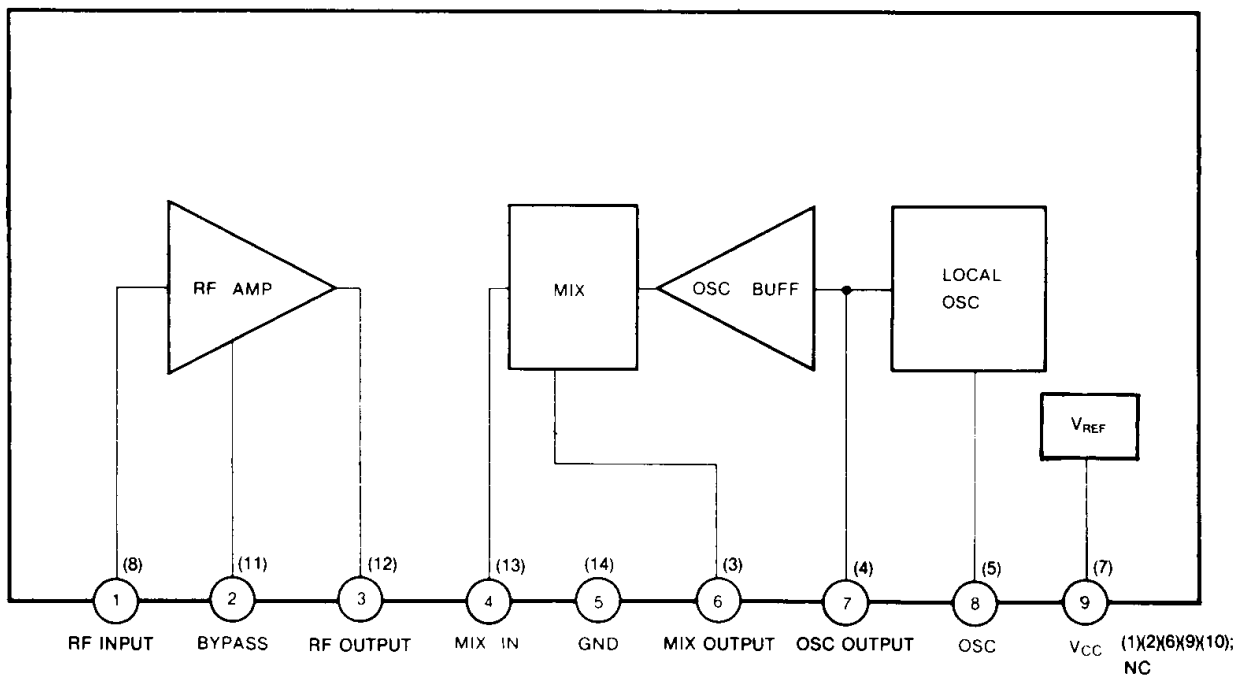 RF AMP
MIX
OSC BUFF
LOCAL
OSC
VREF
(8) (11) (12) (13) (14) (3) (4) (5) (7)
1 2 3 4 5 6 7 8 9
RF INPUT BYPASS RF OUTPUT MIX IN GND MIX OUTPUT OSC OUTPUT OSC VCC (1)(2)(6)(9)(10);
NC